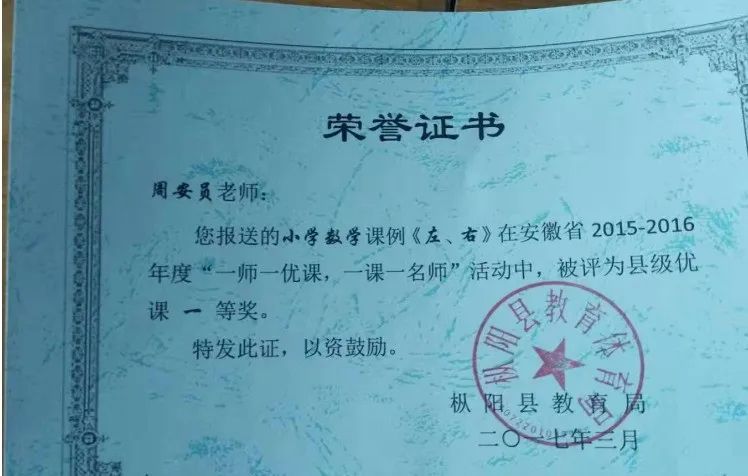 荣誉证书
周安员老师：
您报送的小学数学课例《左、右》在安徽省 2015-2016
年度“一师一优课，一课一名师”活动中，被评为县级优
课 一 等奖。
特发此证，以资鼓励。
枞阳县教育体育局
枞阳县教育局
二〇一七年三月